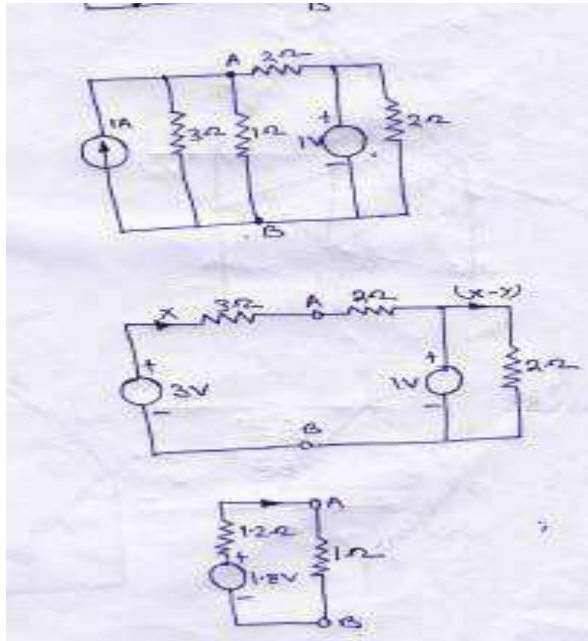 B
A 2Ω
1A 3Ω 1Ω + 1V - 2Ω
B
x 3Ω A 2Ω (x-y)
+ 3V - + 1V - 2Ω
B
A
1.2Ω
+ 1.8V - 1Ω
B